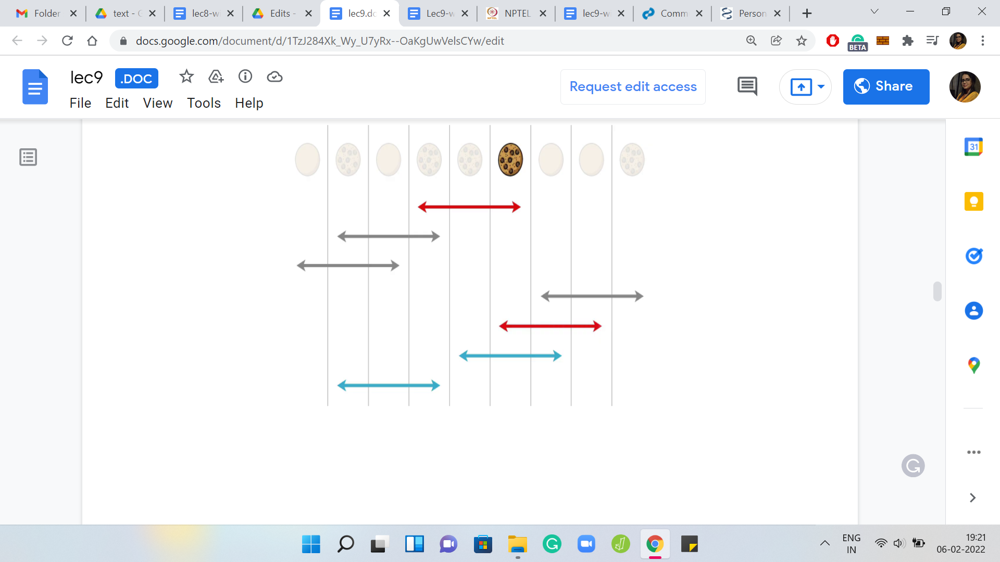 Folder
text - G
lec8-w
Edits -
lec9.dc
Lec9-w
NPTEL
lec9-w
Comm
Person
docs.google.com/document/d/1TzJ284Xk_Wy_U7yRx--OaKgUwVelsCYw/edit
BETA
lec9
.DOC
File
Edit
View
Tools
Help
Request edit access
Share
31
ENG
IN
19:21
06-02-2022